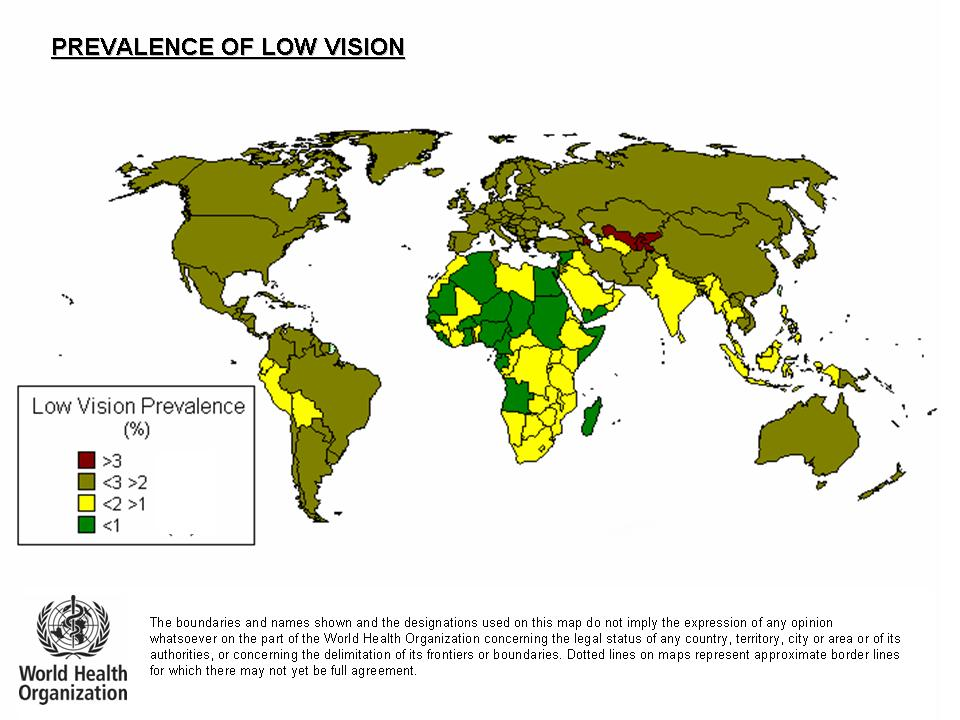 PREVALENCE OF LOW VISION
Low Vision Prevalence
(%)
>3
<3 >2
<2 >1
<1
The boundaries and names shown and the designations used on this map do not imply the expression of any opinion
whatsoever on the part of the World Health Organization concerning the legal status of any country, territory, city or area or of its
authorities, or concerning the delimitation of its frontiers or boundaries. Dotted lines on maps represent approximate border lines
for which there may not yet be full agreement.
World Health
Organization